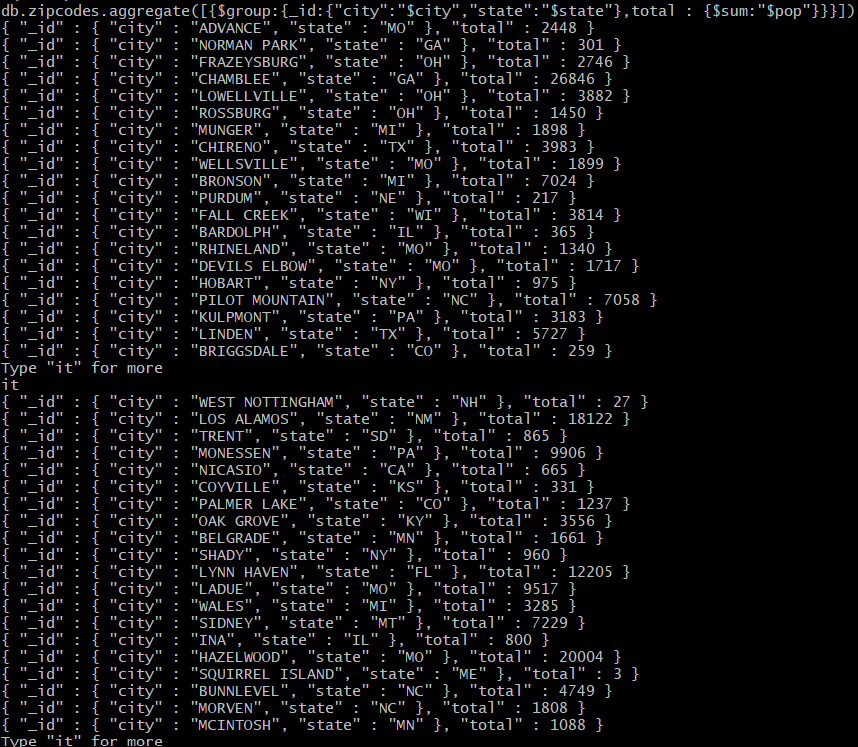 db.zipcodes.aggregate([{$group:{_id:{"city":"$city","state":"$state"},total : {$sum:"$pop"}}}])
{ "_id" : { "city" : "ADVANCE", "state" : "MO" }, "total" : 2448 }
{ "_id" : { "city" : "NORMAN PARK", "state" : "GA" }, "total" : 301 }
{ "_id" : { "city" : "FRAZEYSBURG", "state" : "OH" }, "total" : 2746 }
{ "_id" : { "city" : "CHAMBLEE", "state" : "GA" }, "total" : 26846 }
{ "_id" : { "city" : "LOWELLVILLE", "state" : "OH" }, "total" : 3882 }
{ "_id" : { "city" : "ROSSBURG", "state" : "OH" }, "total" : 1450 }
{ "_id" : { "city" : "MUNGER", "state" : "MI" }, "total" : 1898 }
{ "_id" : { "city" : "CHIRENO", "state" : "TX" }, "total" : 3983 }
{ "_id" : { "city" : "WELLSVILLE", "state" : "MO" }, "total" : 1899 }
{ "_id" : { "city" : "BRONSON", "state" : "MI" }, "total" : 7024 }
{ "_id" : { "city" : "PURDUM", "state" : "NE" }, "total" : 217 }
{ "_id" : { "city" : "FALL CREEK", "state" : "WI" }, "total" : 3814 }
{ "_id" : { "city" : "BARDOLPH", "state" : "IL" }, "total" : 365 }
{ "_id" : { "city" : "RHINELAND", "state" : "MO" }, "total" : 1340 }
{ "_id" : { "city" : "DEVILS ELBOW", "state" : "MO" }, "total" : 1717 }
{ "_id" : { "city" : "HOBART", "state" : "NY" }, "total" : 975 }
{ "_id" : { "city" : "PILOT MOUNTAIN", "state" : "NC" }, "total" : 7058 }
{ "_id" : { "city" : "KULPMONT", "state" : "PA" }, "total" : 3183 }
{ "_id" : { "city" : "LINDEN", "state" : "TX" }, "total" : 5727 }
{ "_id" : { "city" : "BRIGGSDALE", "state" : "CO" }, "total" : 259 }
Type "it" for more
it
{ "_id" : { "city" : "WEST NOTTINGHAM", "state" : "NH" }, "total" : 27 }
{ "_id" : { "city" : "LOS ALAMOS", "state" : "NM" }, "total" : 18122 }
{ "_id" : { "city" : "TRENT", "state" : "SD" }, "total" : 865 }
{ "_id" : { "city" : "MONESSEN", "state" : "PA" }, "total" : 9906 }
{ "_id" : { "city" : "NICASIO", "state" : "CA" }, "total" : 665 }
{ "_id" : { "city" : "COYVILLE", "state" : "KS" }, "total" : 331 }
{ "_id" : { "city" : "PALMER LAKE", "state" : "CO" }, "total" : 1237 }
{ "_id" : { "city" : "OAK GROVE", "state" : "KY" }, "total" : 3556 }
{ "_id" : { "city" : "BELGRADE", "state" : "MN" }, "total" : 1661 }
{ "_id" : { "city" : "SHADY", "state" : "NY" }, "total" : 960 }
{ "_id" : { "city" : "LYNN HAVEN", "state" : "FL" }, "total" : 12205 }
{ "_id" : { "city" : "LADUE", "state" : "MO" }, "total" : 9517 }
{ "_id" : { "city" : "WALES", "state" : "MI" }, "total" : 3285 }
{ "_id" : { "city" : "SIDNEY", "state" : "MT" }, "total" : 7229 }
{ "_id" : { "city" : "INA", "state" : "IL" }, "total" : 800 }
{ "_id" : { "city" : "HAZELWOOD", "state" : "MO" }, "total" : 20004 }
{ "_id" : { "city" : "SQUIRREL ISLAND", "state" : "ME" }, "total" : 3 }
{ "_id" : { "city" : "BUNNLEVEL", "state" : "NC" }, "total" : 4749 }
{ "_id" : { "city" : "MORVEN", "state" : "NC" }, "total" : 1808 }
{ "_id" : { "city" : "MCINTOSH", "state" : "MN" }, "total" : 1088 }
Type "it" for more